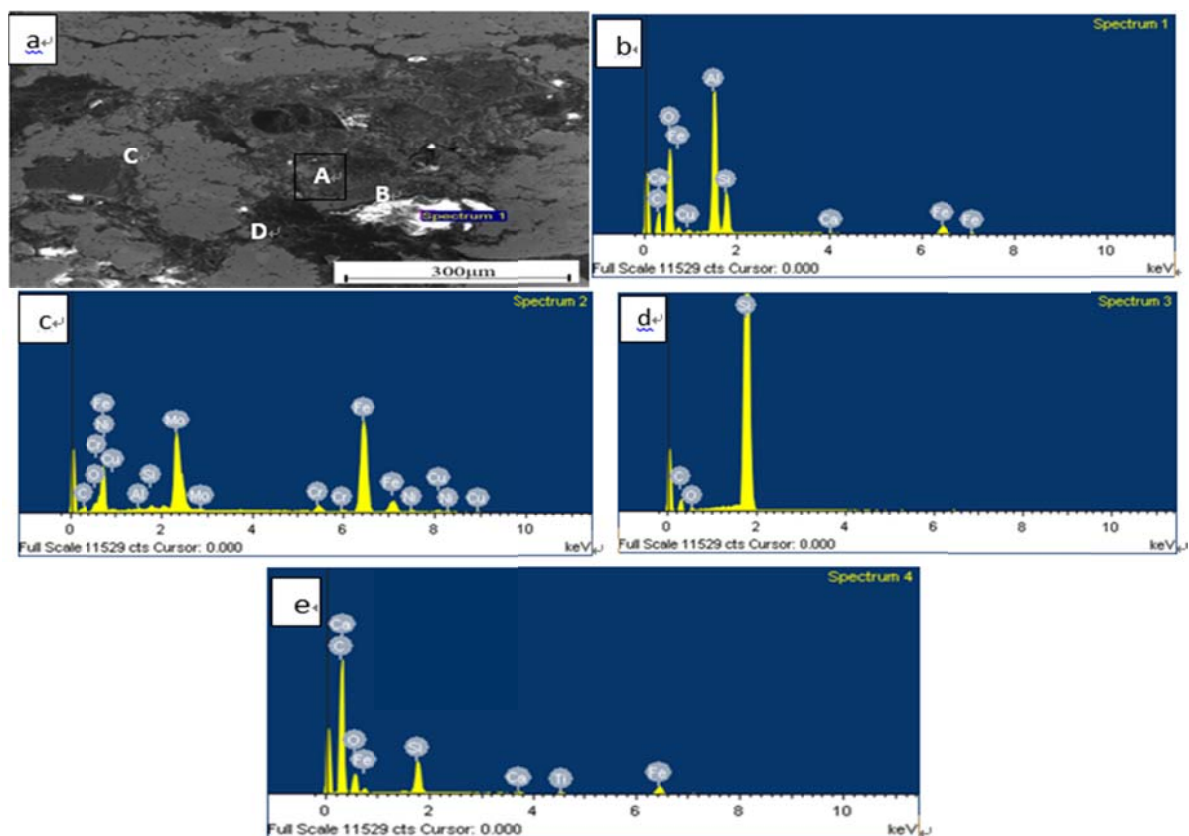 a
C
A
B
Spectrum 1
D
300μm
b
Spectrum 1
Al
O
Fe
Ca
Si
C
Cu
Ca
Fe
Fe
0 2 4 6 8 10
Full Scale 11529 cts Cursor: 0.000 keV
c
Spectrum 2
Fe
Ni
Mo
Fe
Cr
Cu
O
Si
Cu
C
Al
Mo
Cr
Cr
Fe
Ni
Ni
Cu
0 2 4 6 8 10
Full Scale 11529 cts Cursor: 0.000 keV
d
Spectrum 3
Si
C
O
0 2 4 6 8 10
Full Scale 11529 cts Cursor: 0.000 keV
e
Spectrum 4
Ca
C
O
Fe
Si
Ca
Ti
Fe
0 2 4 6 8 10
Full Scale 11529 cts Cursor: 0.000 keV